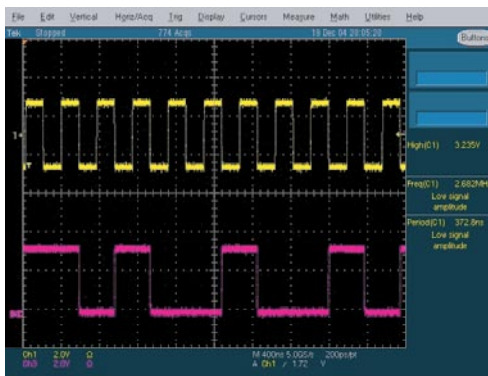 File Edit Vertical Horiz/Acq Trig Display Cursors Measure Math Utilities Help
Tek Stopped 774 Acqs 19 Dec 04 20:05:20
Buttons
1
High(C1) 3.235V
Freq(C1) 2.682MH
Low signal
amplitude
Period(C1) 372.8ns
Low signal
amplitude
Ch1 2.0V Ω M 400ns 5.0GS/s 200ps/pt
Ch3 2.0V Ω A Ch1 / 1.72 V